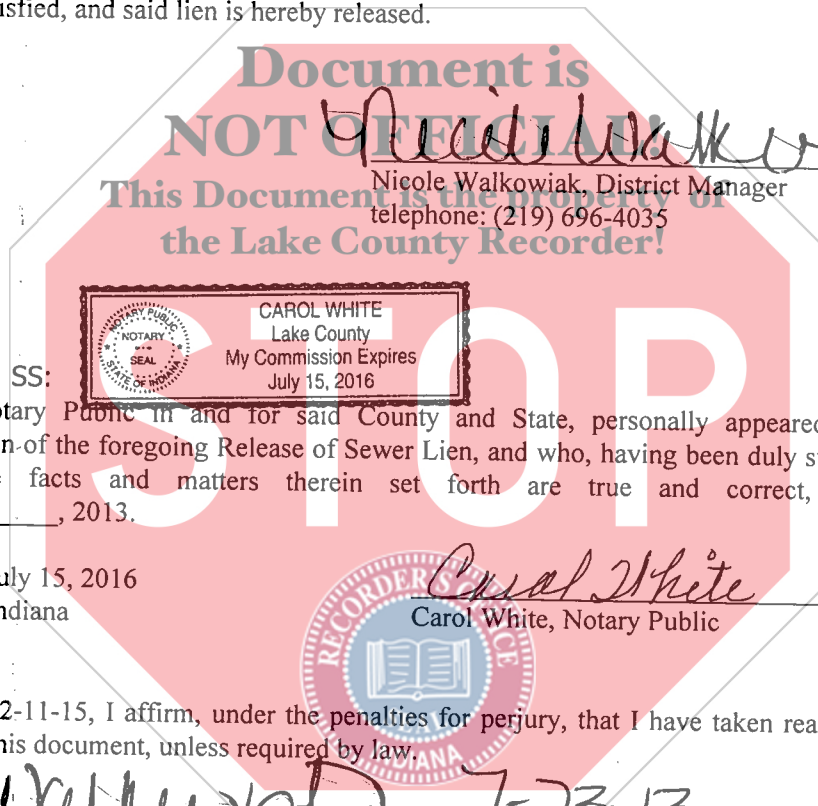 isfied, and said lien is hereby released.
Document is
NOT OFFICIAL!
Nicole Walkow
This Document is the property of
Nicole Walkowiak, District Manager
telephone: (219) 696-4035
the Lake County Recorder!
CAROL WHITE
Lake County
My Commission Expires
July 15, 2016
NOTARY PUBLIC
NOTARY
SEAL
STATE OF INDIANA
STOP
SS:
otary Public in and for said County and State, personally appeared
n of the foregoing Release of Sewer Lien, and who, having been duly s
facts and matters therein set forth are true and correct,
, 2013.
uly 15, 2016
ndiana
Carol White
Carol White, Notary Public
RECORDER'S OFFICE
INDIANA
2-11-15, I affirm, under the penalties for perjury, that I have taken rea
his document, unless required by law.